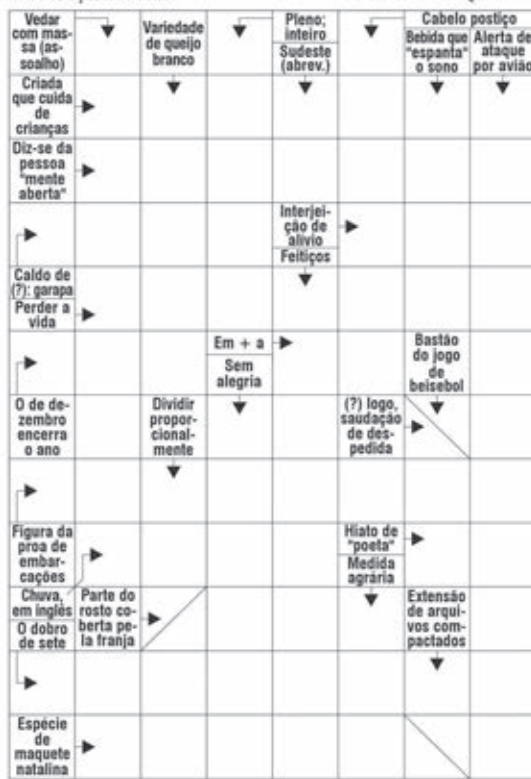 Vedar
com mas-
sa (as-
soalho)
Variedade
de queijo
branco
Pleno;
inteiro
Sudeste
(abrev.)
Cabelo postiço
Bebida que
"espanta"
o sono
Alerta de
ataque
por avião
Criada
que cuida
de
crianças
Diz-se da
pessoa
"mente
aberta"
Interjei-
ção de
alívio
Feitiços
Caldo de
(?): garapa
Perder a
vida
Em + a
Sem
alegria
Bastão
do jogo
de
beisebol
O de de-
zembro
encerra
o ano
Dividir
propor-
cional-
mente
(?) logo,
saudação
de des-
pedida
Figura da
proa de
embar-
cações
Hiato de
"poeta"
Medida
agrária
Chuva,
em inglês
O dobro
de sete
Parte do
rosto co-
berta pe-
la franja
Extensão
de arqui-
vos com-
pactados
Espécie
de
maquete
natalina